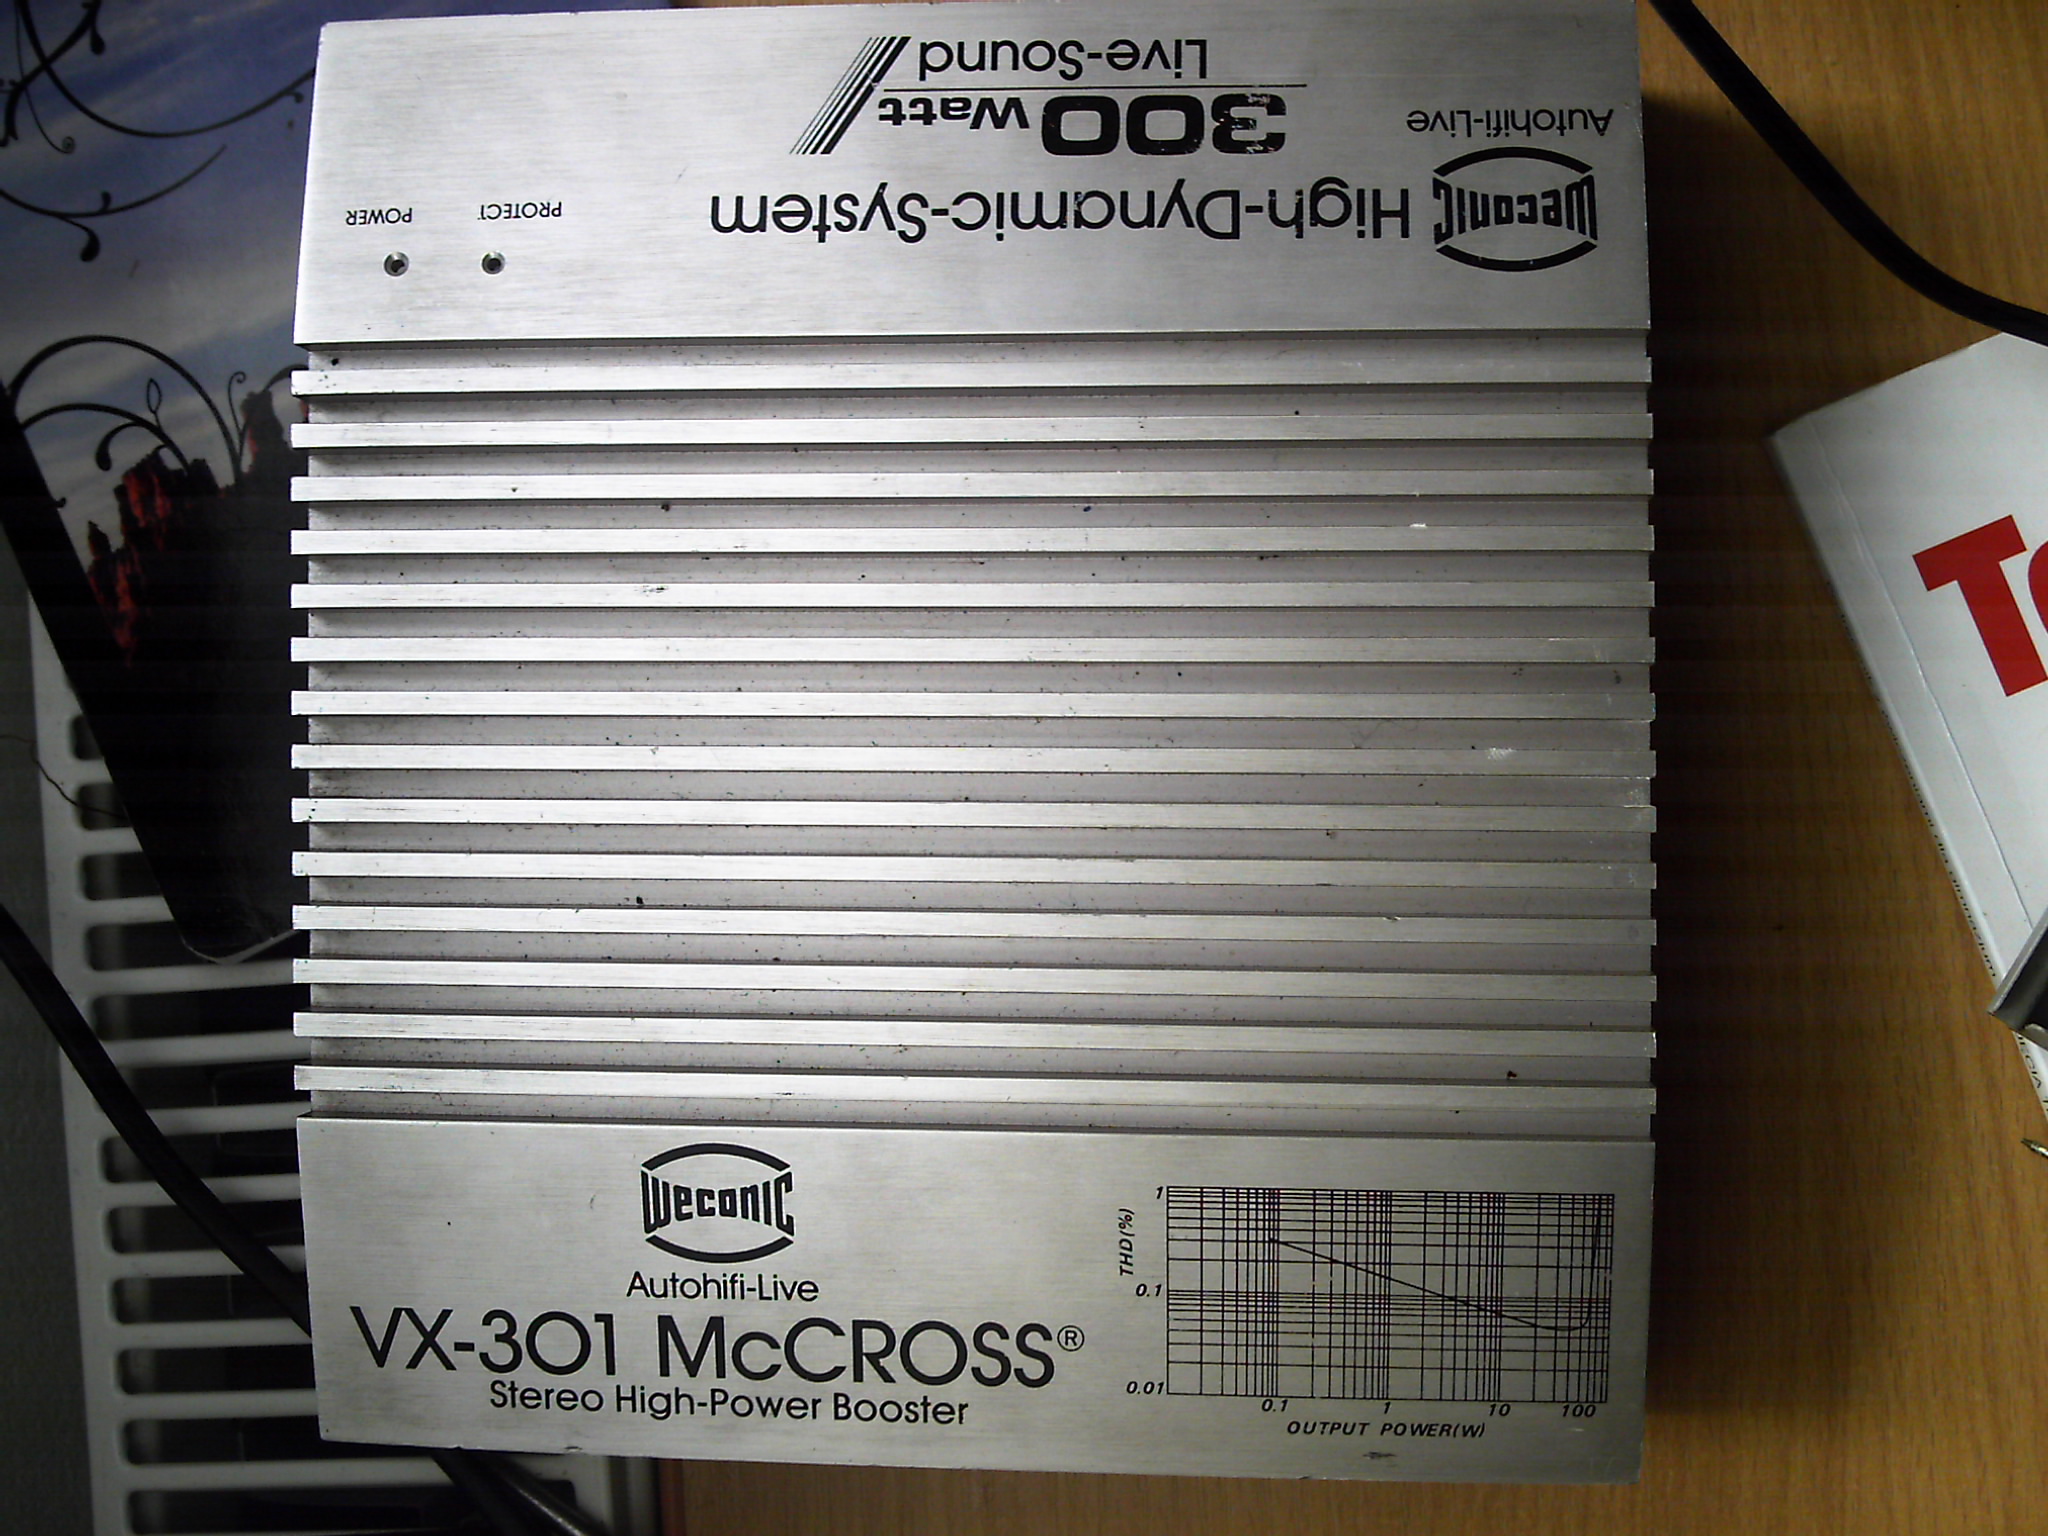 Live-Sound
300 Watt
Autohifi-Live
weconic
High-Dynamic-System
POWER
PROTECT
weconic
Autohifi-Live
VX-301 McCROSS®
Stereo High-Power Booster
THD(%)
1
0.1
0.01
0.1 1 10 100
OUTPUT POWER(W)